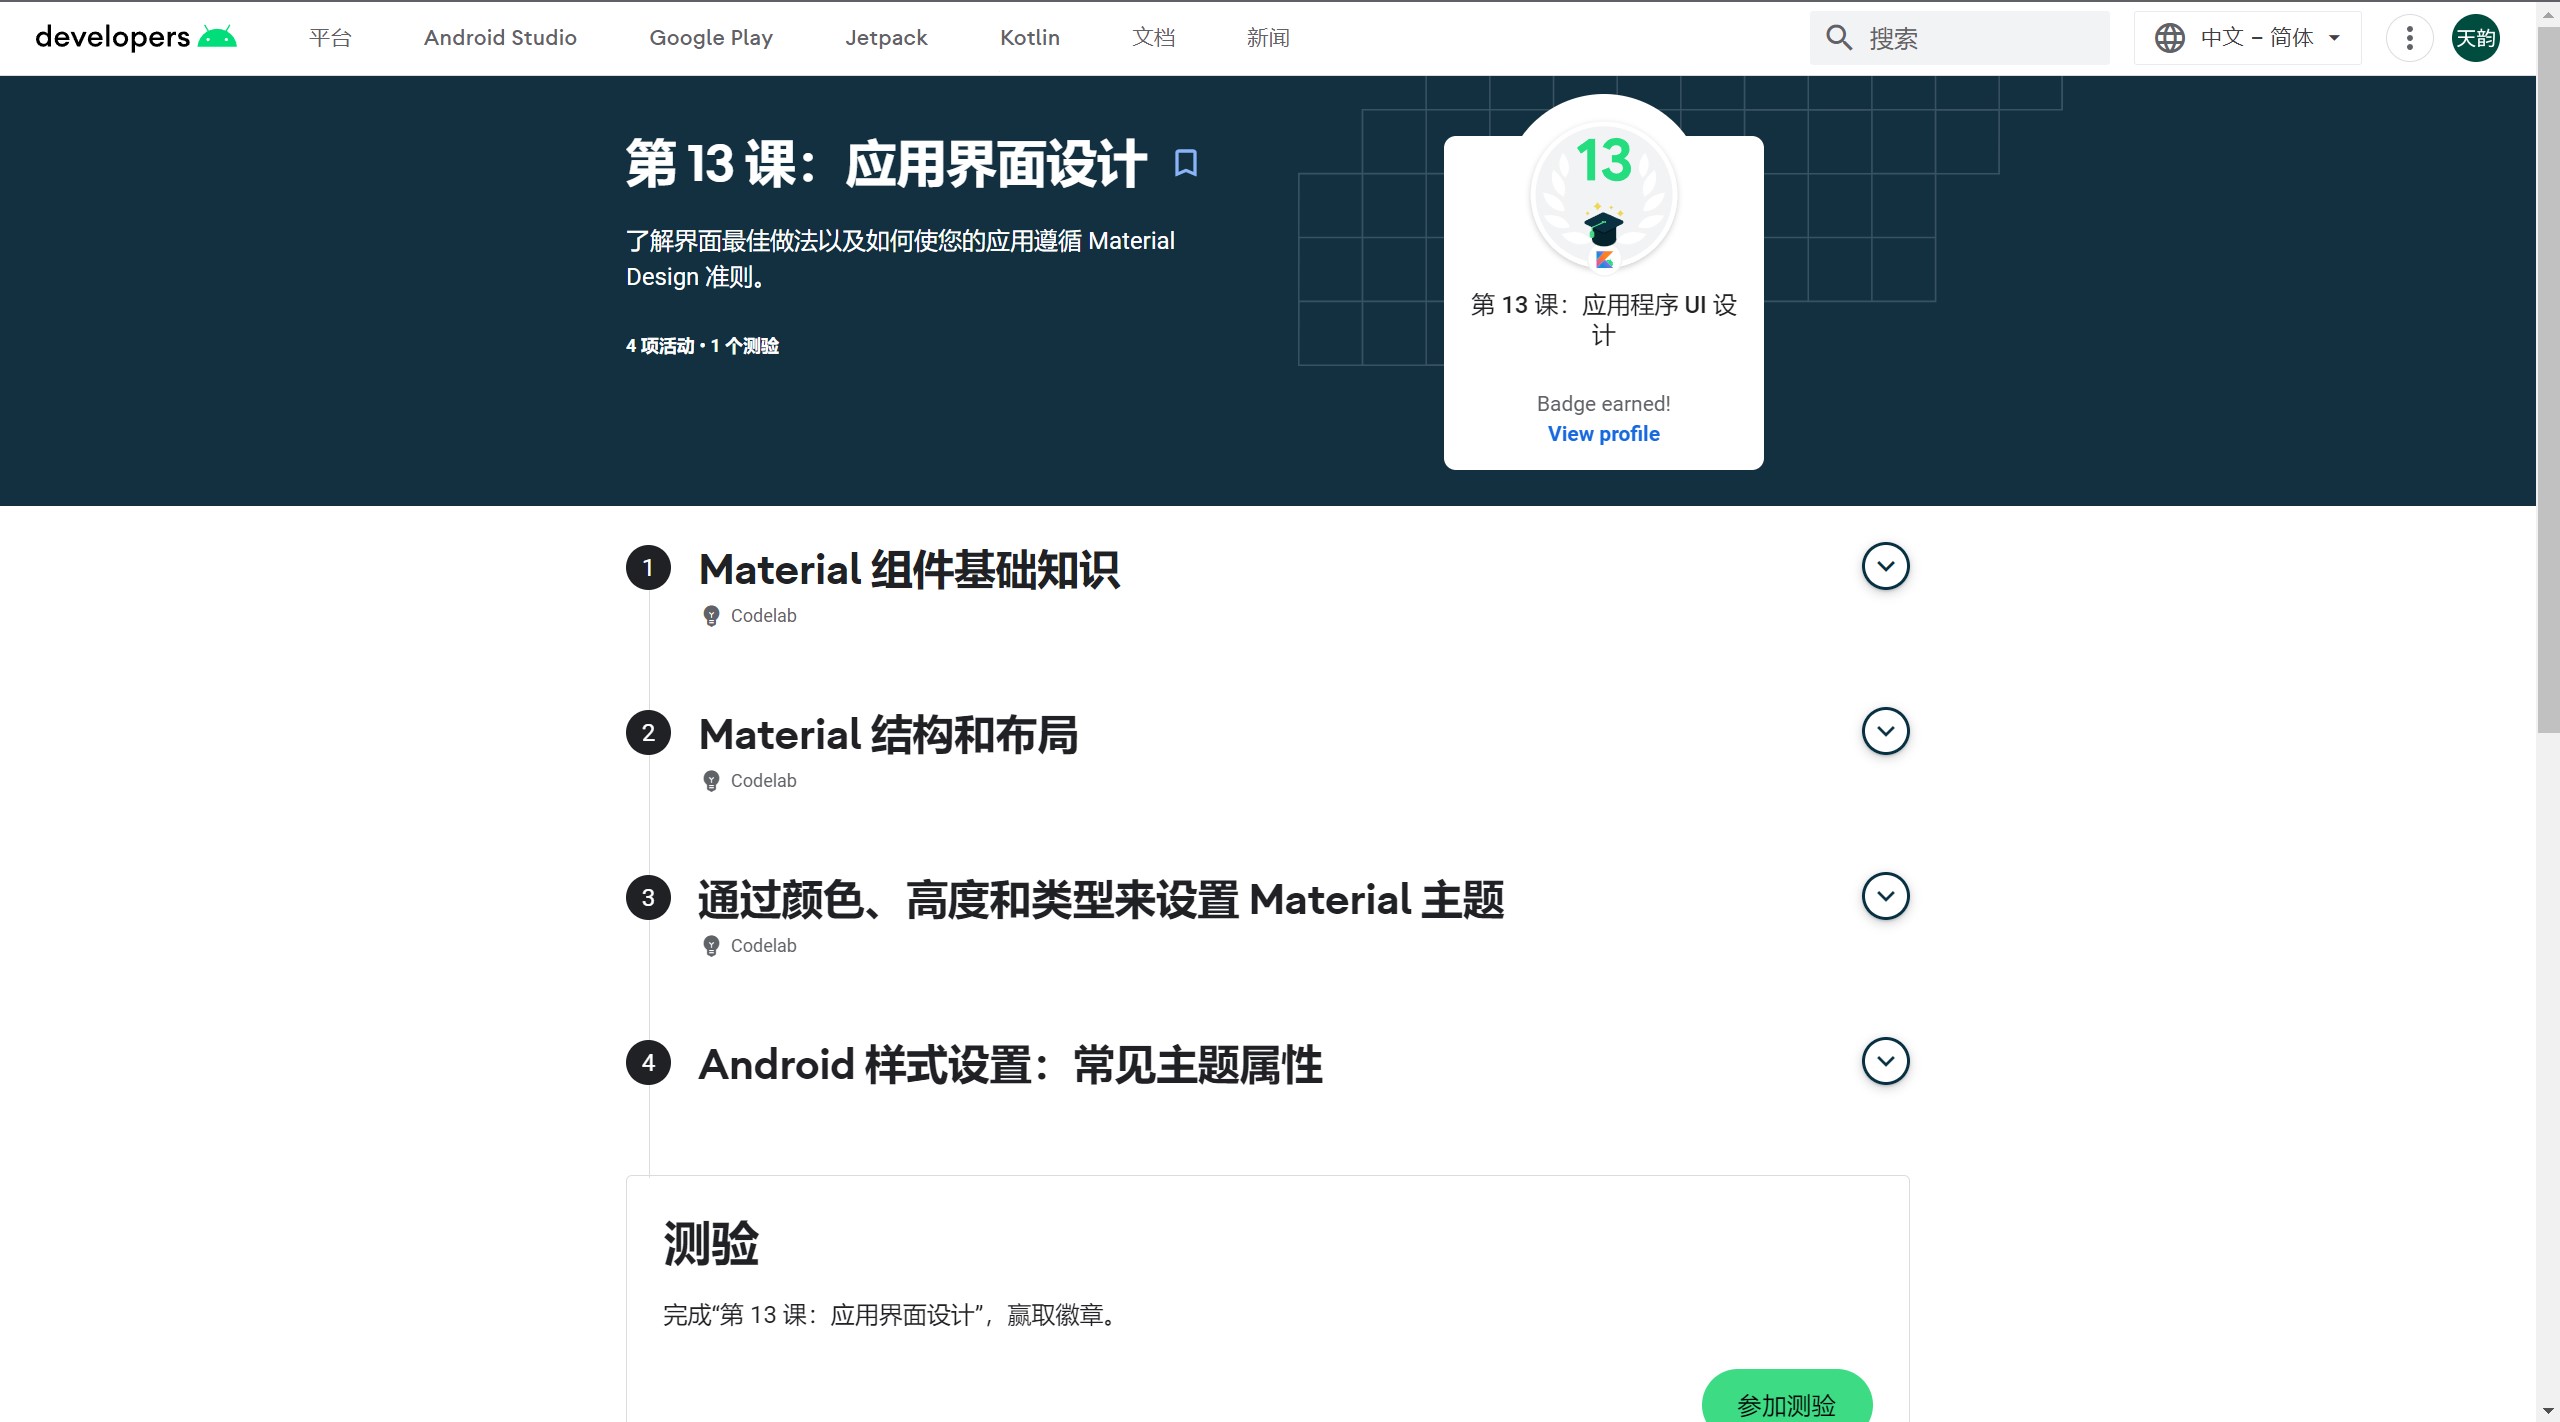 developers
平台
Android Studio
Google Play
Jetpack
Kotlin
文档
新闻
搜索
中文 – 简体
天韵
第 13 课：应用界面设计
了解界面最佳做法以及如何使您的应用遵循 Material
Design 准则。
4 项活动 • 1 个测验
13
第 13 课：应用程序 UI 设
计
Badge earned!
View profile
1
Material 组件基础知识
Codelab
2
Material 结构和布局
Codelab
3
通过颜色、高度和类型来设置 Material 主题
Codelab
4
Android 样式设置：常见主题属性
测验
完成“第 13 课：应用界面设计”，赢取徽章。
参加测验